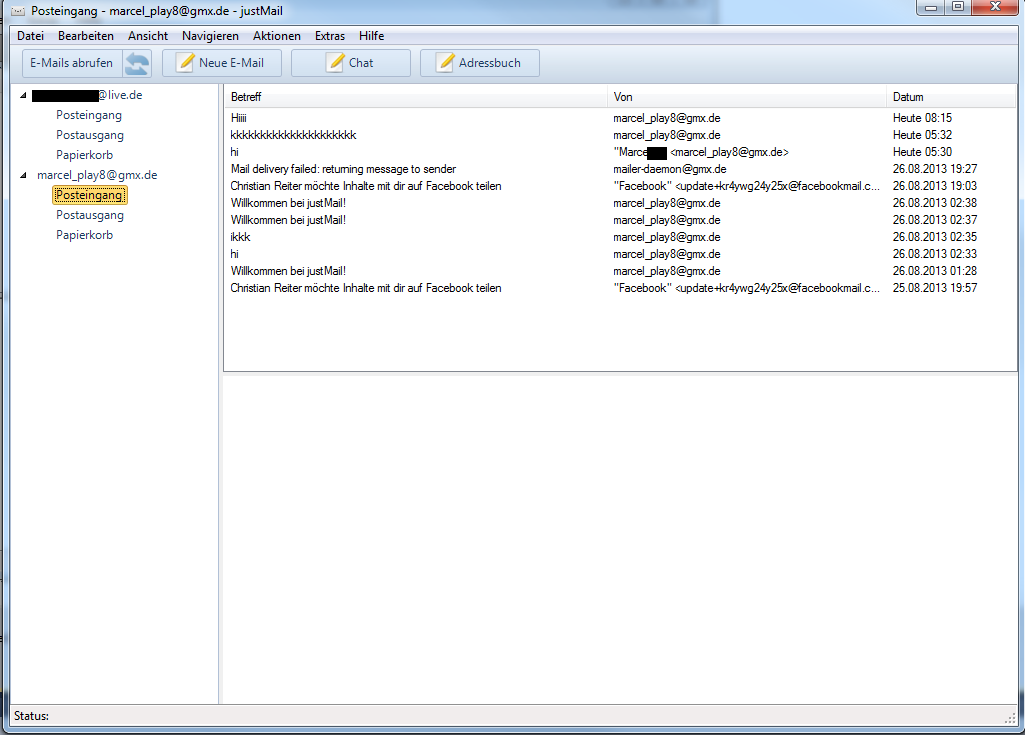 Posteingang - marcel_play8@gmx.de - justMail
Datei Bearbeiten Ansicht Navigieren Aktionen Extras Hilfe
E-Mails abrufen Neue E-Mail Chat Adressbuch
@live.de
Posteingang
Postausgang
Papierkorb
marcel_play8@gmx.de
Posteingang
Postausgang
Papierkorb
Betreff Von Datum
Hiiii marcel_play8@gmx.de Heute 08:15
kkkkkkkkkkkkkkkkkkkkk marcel_play8@gmx.de Heute 05:32
hi "Marce <marcel_play8@gmx.de> Heute 05:30
Mail delivery failed: returning message to sender mailer-daemon@gmx.de 26.08.2013 19:27
Christian Reiter möchte Inhalte mit dir auf Facebook teilen "Facebook" <update+kr4ywg24y25x@facebookmail.c... 26.08.2013 19:03
Willkommen bei justMail! marcel_play8@gmx.de 26.08.2013 02:38
Willkommen bei justMail! marcel_play8@gmx.de 26.08.2013 02:37
ikkk marcel_play8@gmx.de 26.08.2013 02:35
hi marcel_play8@gmx.de 26.08.2013 02:33
Willkommen bei justMail! marcel_play8@gmx.de 26.08.2013 01:28
Christian Reiter möchte Inhalte mit dir auf Facebook teilen "Facebook" <update+kr4ywg24y25x@facebookmail.c... 25.08.2013 19:57
Status: